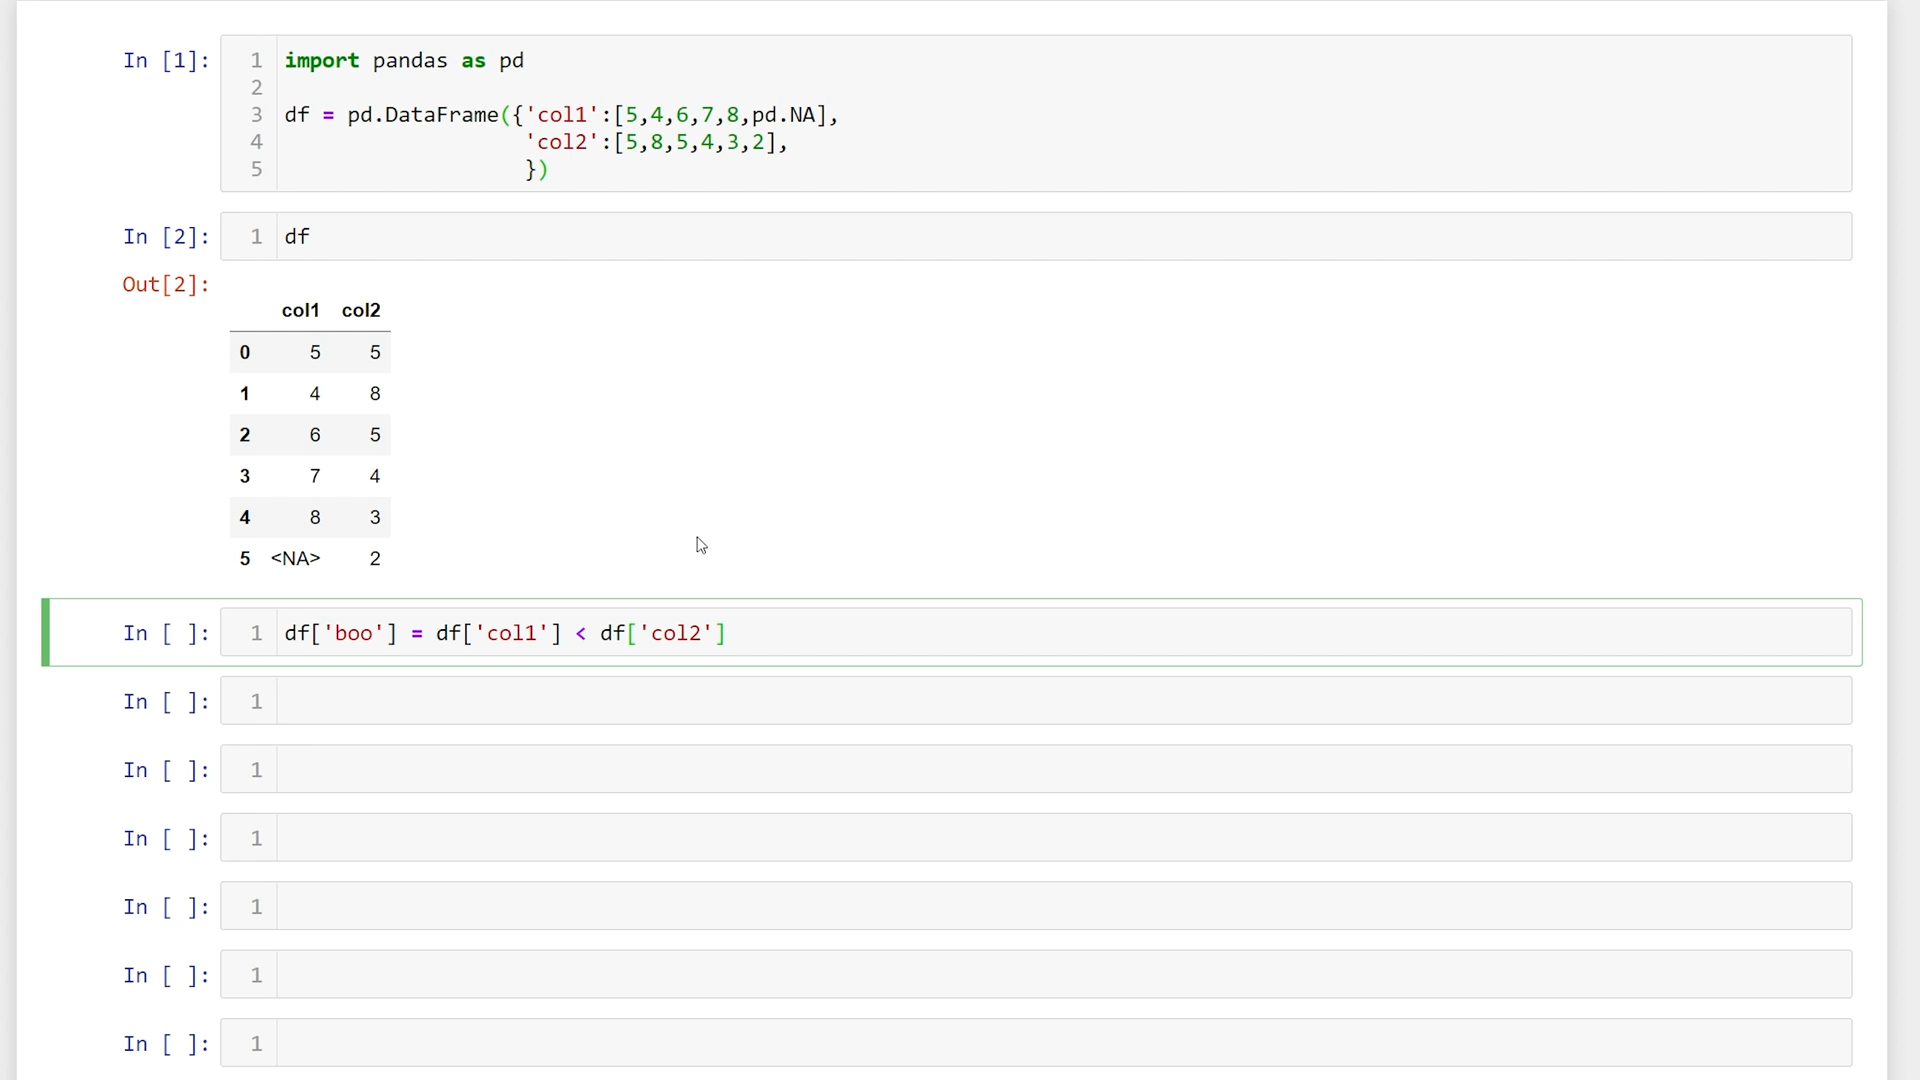 In [1]:
1 import pandas as pd
2
3 df = pd.DataFrame({'col1':[5,4,6,7,8,pd.NA],
4 'col2':[5,8,5,4,3,2],
5 })
In [2]:
1 df
Out[2]:
col1 col2
0 5 5
1 4 8
2 6 5
3 7 4
4 8 3
5 <NA> 2
In [ ]:
1 df['boo'] = df['col1'] < df['col2']
In [ ]:
1
In [ ]:
1
In [ ]:
1
In [ ]:
1
In [ ]:
1
In [ ]:
1